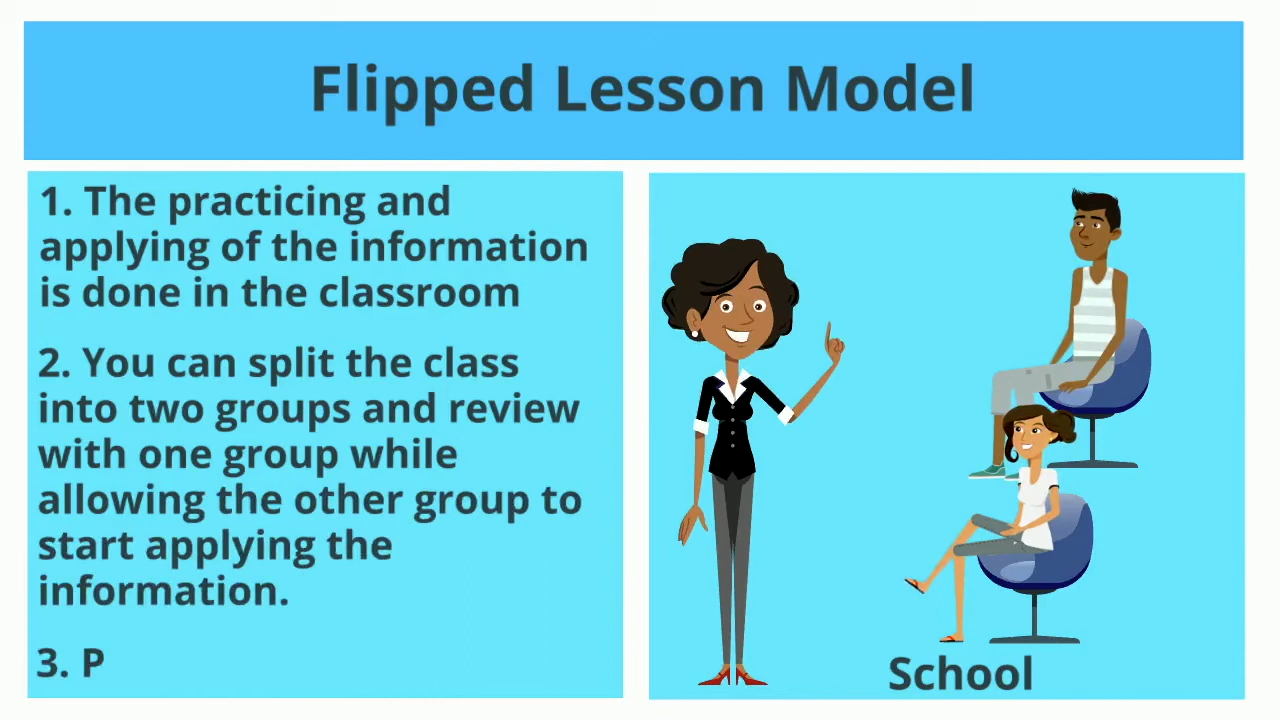 Flipped Lesson Model
1. The practicing and
applying of the information
is done in the classroom
2. You can split the class
into two groups and review
with one group while
allowing the other group to
start applying the
information.
3. P
School